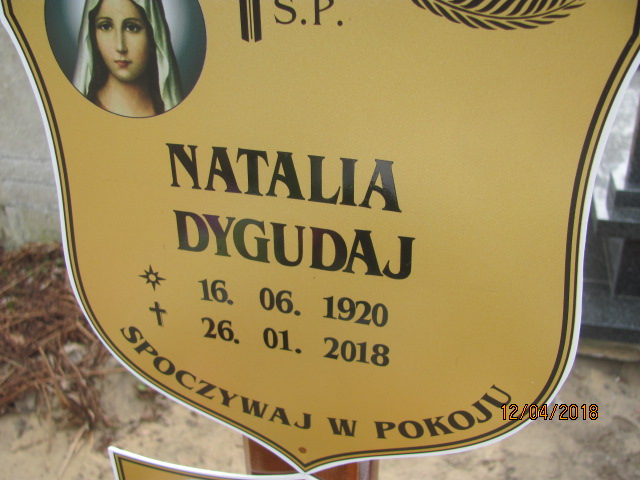 S.P.
NATALIA
DYGUDAJ
16. 06. 1920
26. 01. 2018
SPOCZYWAJ W POKOJU
12/04/2018